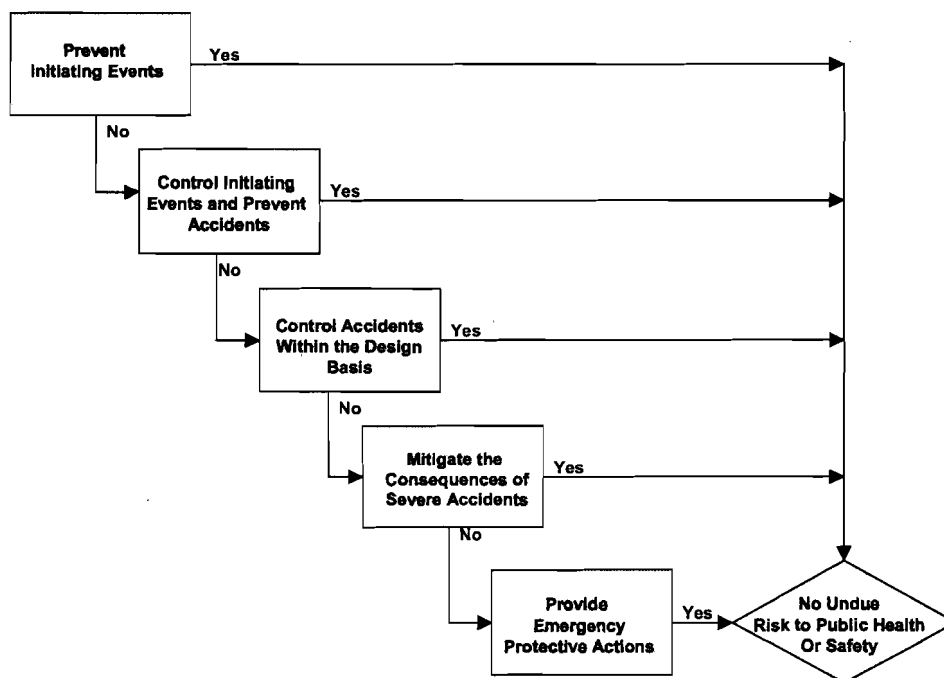 Prevent
Initiating Events
Yes
No
Control Initiating
Events and Prevent
Accidents
Yes
No
Control Accidents
Within the Design
Basis
Yes
No
Mitigate the
Consequences of
Severe Accidents
Yes
No
Provide
Emergency
Protective Actions
Yes
No Undue
Risk to Public Health
Or Safety